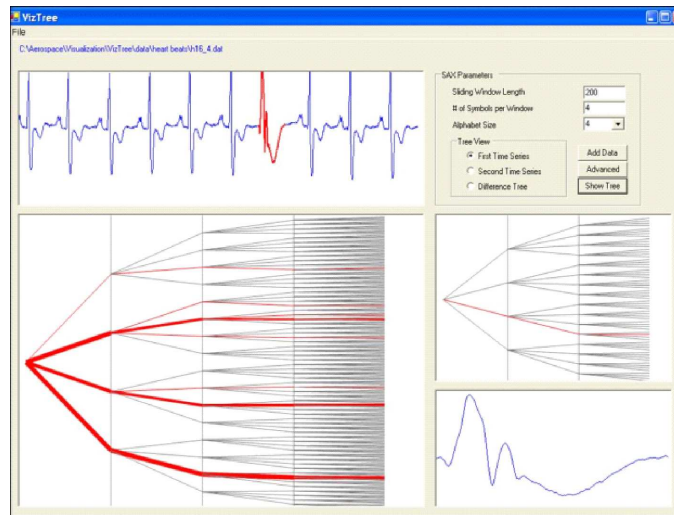 VizTree
File
C:\Aerospace\Visualization\VizTree\data\heart beats\h16_4.dat
SAX Parameters
Sliding Window Length 200
# of Symbols per Window 4
Alphabet Size 4
Tree View
First Time Series
Second Time Series
Difference Tree
Add Data
Advanced
Show Tree